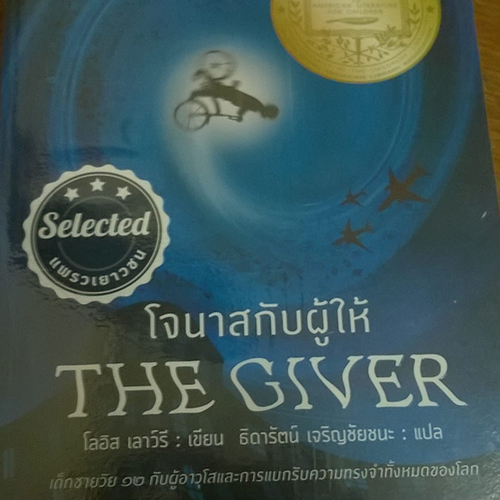 AMERICAN LITERATURE
FOR CHILDREN
Selected
แพรวเยาวชน
โจนาสกับผู้ให้
THE GIVER
โลอิส เลาว์รี : เขียน ธิดารัตน์ เจริญชัยชนะ : แปล
เด็กชายวัย ๑๒ กับผู้อาวุโสและการแบกรับความทรงจำทั้งหมดของโลก